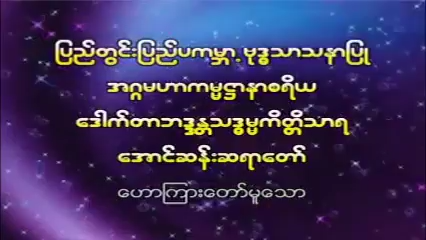 ပြည်တွင်းပြည်ပကမ္ဘာ့ဗုဒ္ဓသာသနာပြု
အဂ္ဂမဟာကမ္မဋ္ဌာနာစရိယ
ဒေါက်တာဘဒ္ဒန္တသဒ္ဓမ္မကိတ္တိသာရ
အောင်ဆန်းဆရာတော်
ဟောကြားတော်မူသော